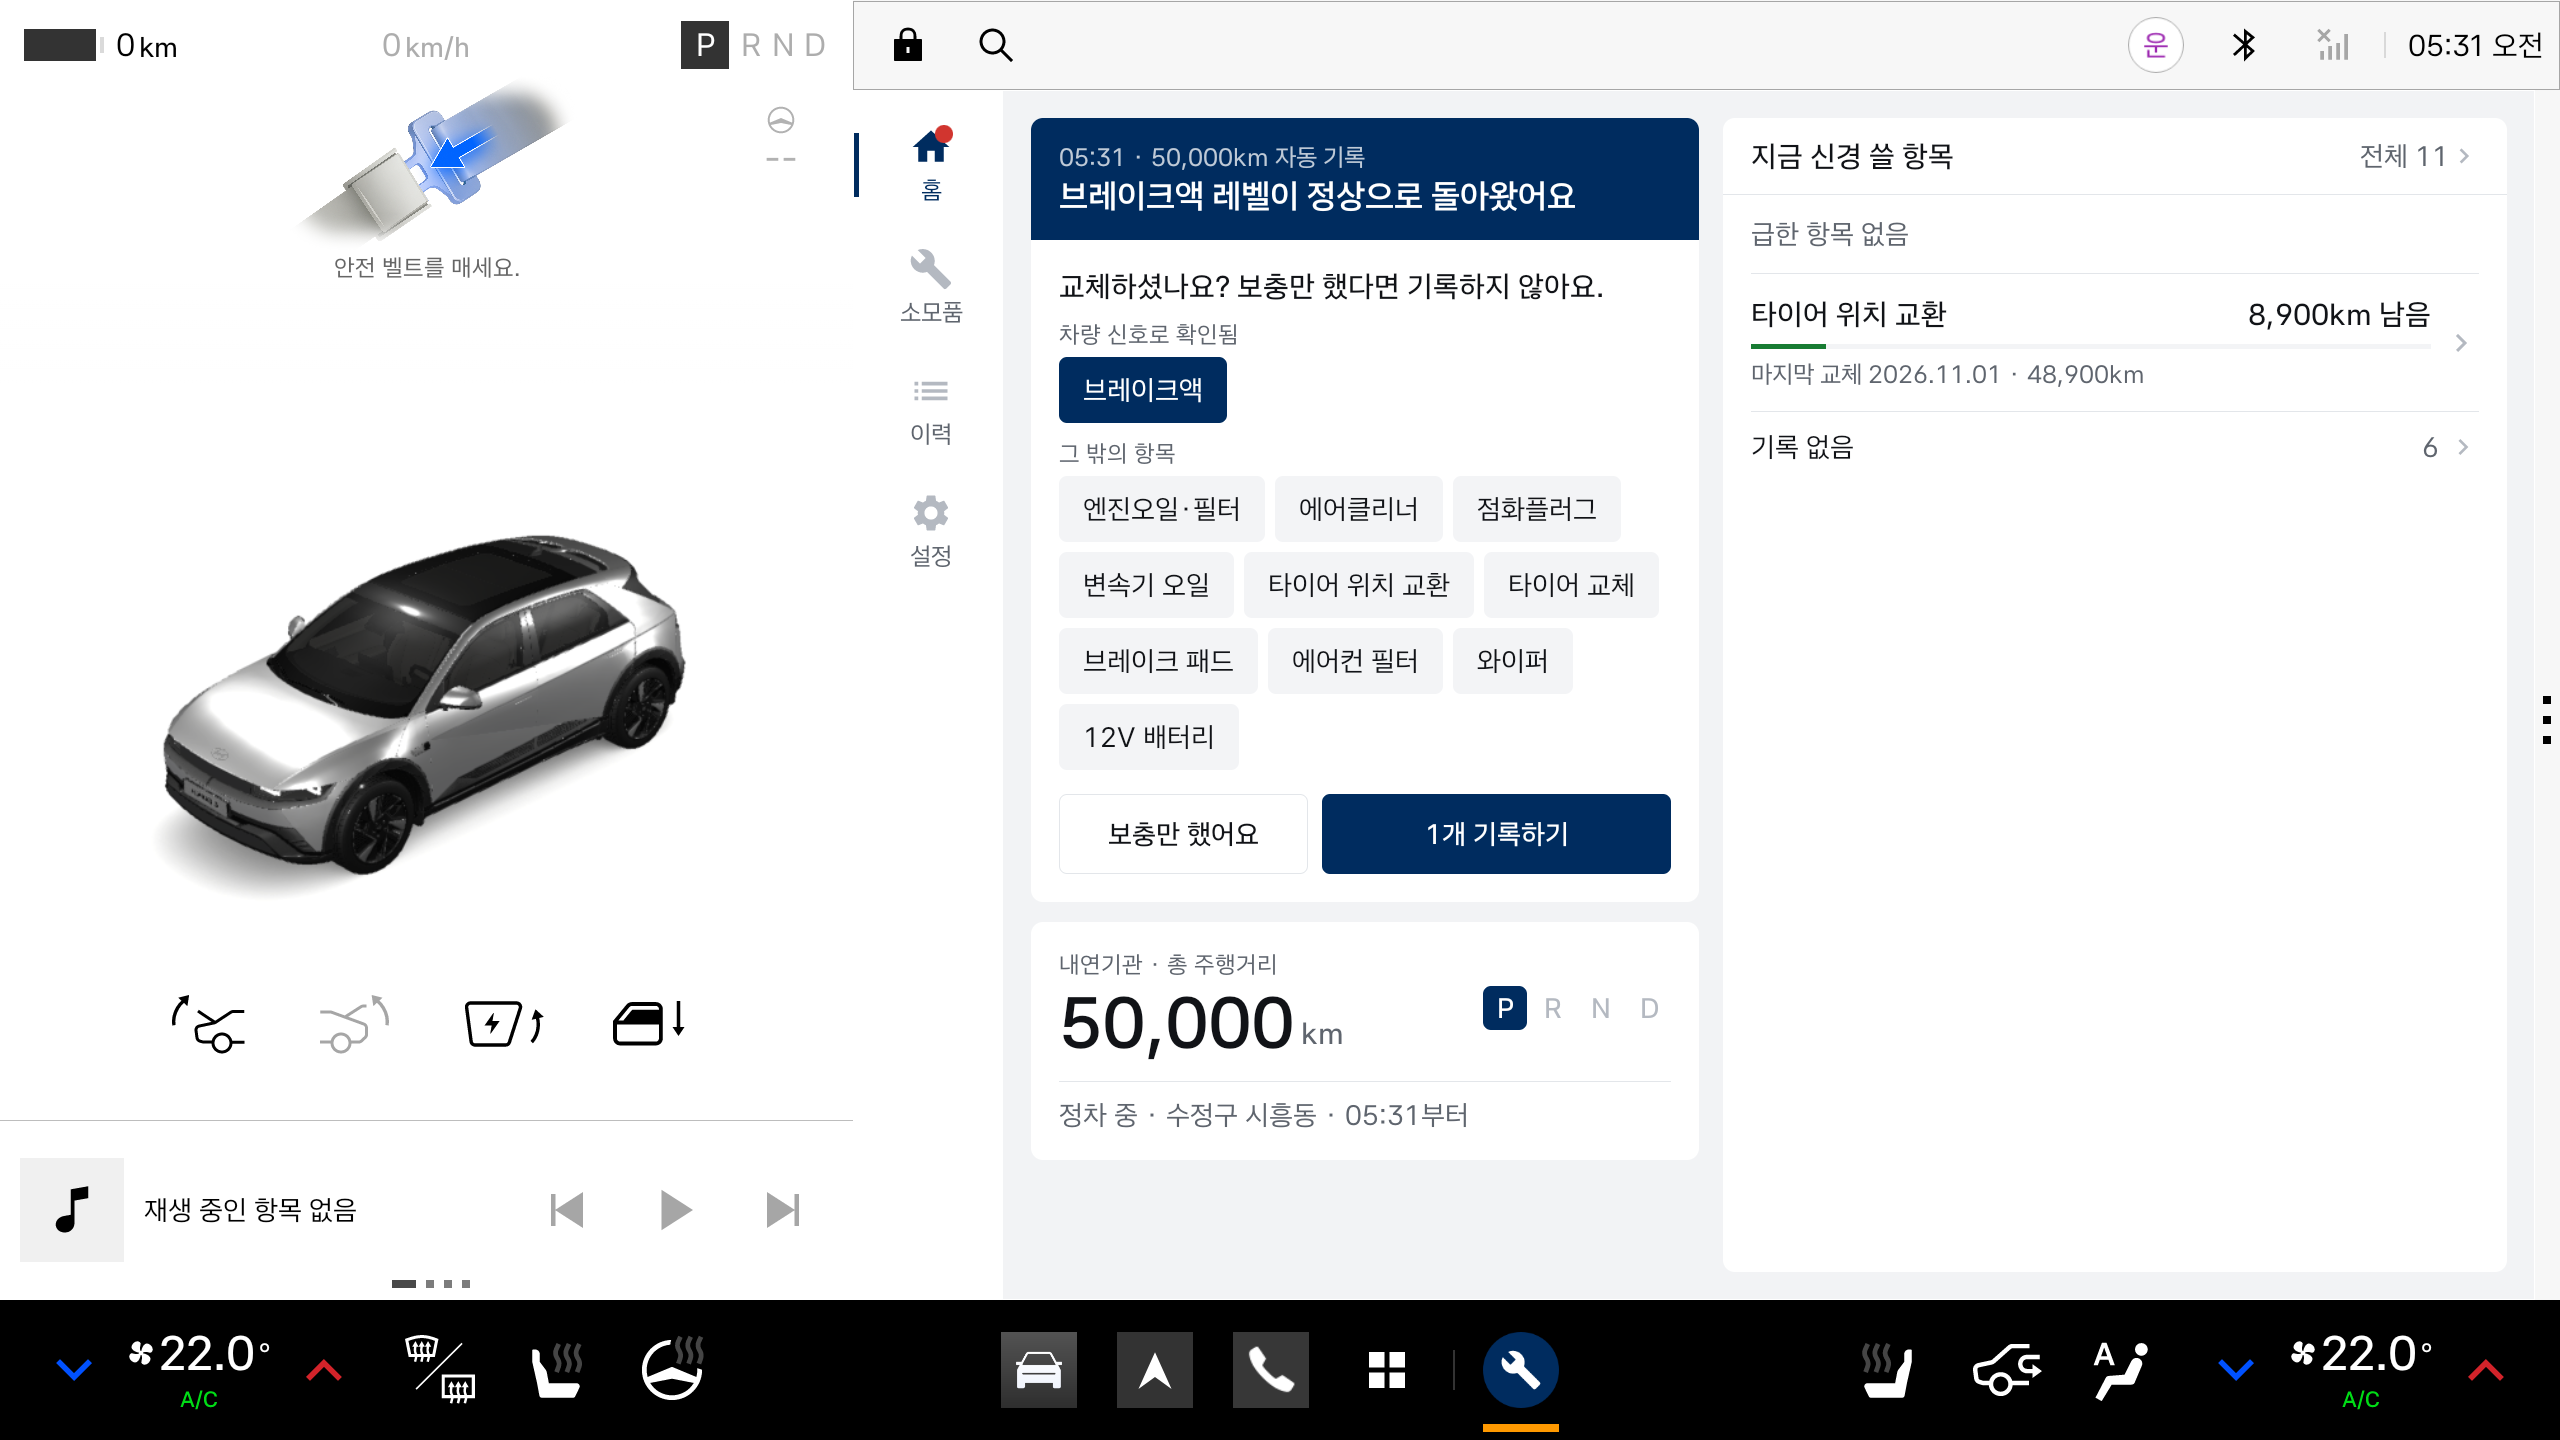 0 km
0 km/h
P R N D
안전 벨트를 매세요.
재생 중인 항목 없음
운
05:31 오전
홈
소모품
이력
설정
05:31 · 50,000km 자동 기록
브레이크액 레벨이 정상으로 돌아왔어요
교체하셨나요? 보충만 했다면 기록하지 않아요.
차량 신호로 확인됨
브레이크액
그 밖의 항목
엔진오일·필터 에어클리너 점화플러그
변속기 오일 타이어 위치 교환 타이어 교체
브레이크 패드 에어컨 필터 와이퍼
12V 배터리
보충만 했어요 1개 기록하기
내연기관 · 총 주행거리
50,000 km
P R N D
정차 중 · 수정구 시흥동 · 05:31부터
지금 신경 쓸 항목 전체 11
급한 항목 없음
타이어 위치 교환 8,900km 남음
마지막 교체 2026.11.01 · 48,900km
기록 없음 6
22.0°
A/C
A
22.0°
A/C